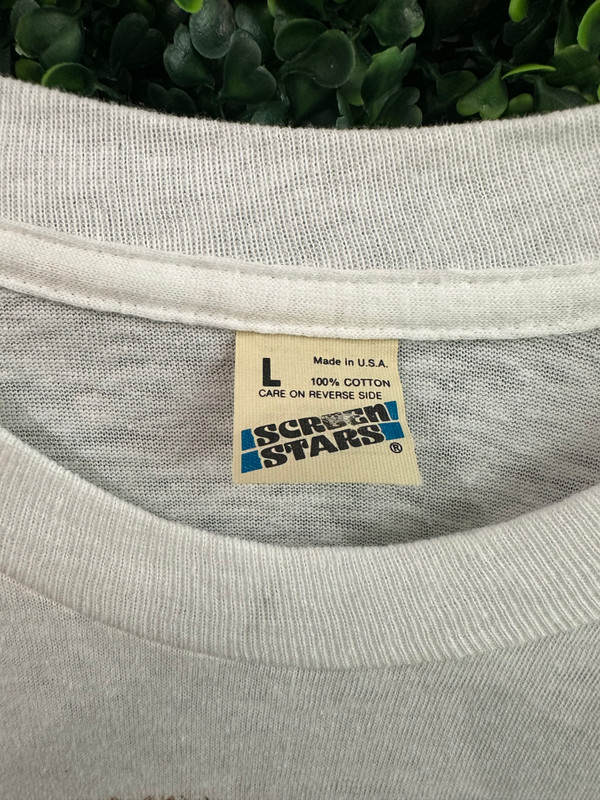 L
Made in U.S.A.
100% COTTON
CARE ON REVERSE SIDE
SCREEN
STARS
®